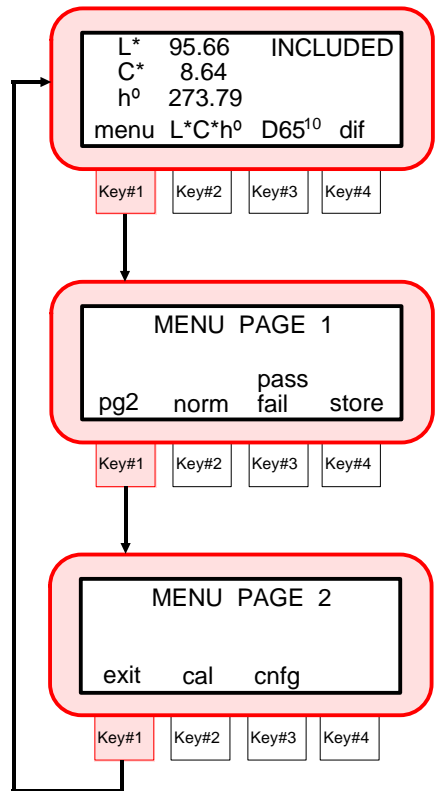 L* 95.66 INCLUDED
C* 8.64
hº 273.79
menu L*C*hº D65¹⁰ dif
Key#1 Key#2 Key#3 Key#4
MENU PAGE 1
pass
pg2 norm fail store
Key#1 Key#2 Key#3 Key#4
MENU PAGE 2
exit cal cnfg
Key#1 Key#2 Key#3 Key#4